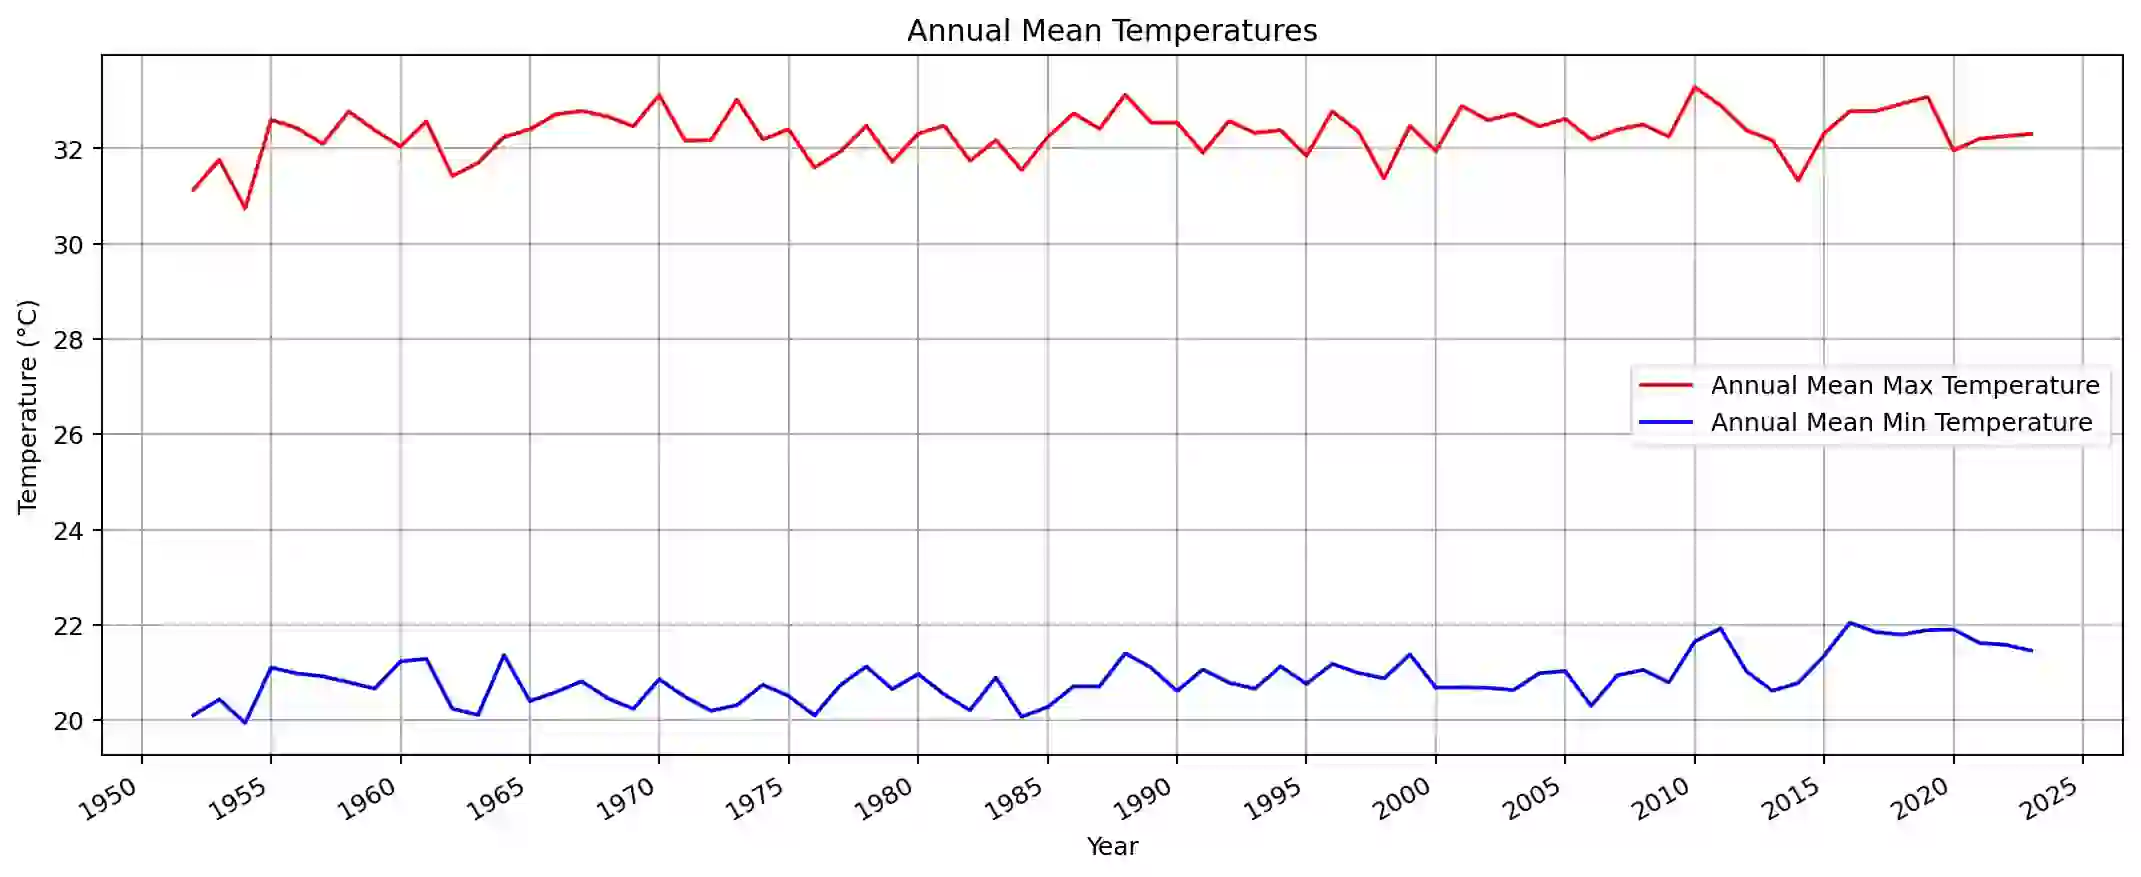 Annual Mean Temperatures
Temperature (°C)
32
30
28
26
24
22
20
Annual Mean Max Temperature
Annual Mean Min Temperature
1950 1955 1960 1965 1970 1975 1980 1985 1990 1995 2000 2005 2010 2015 2020 2025
Year